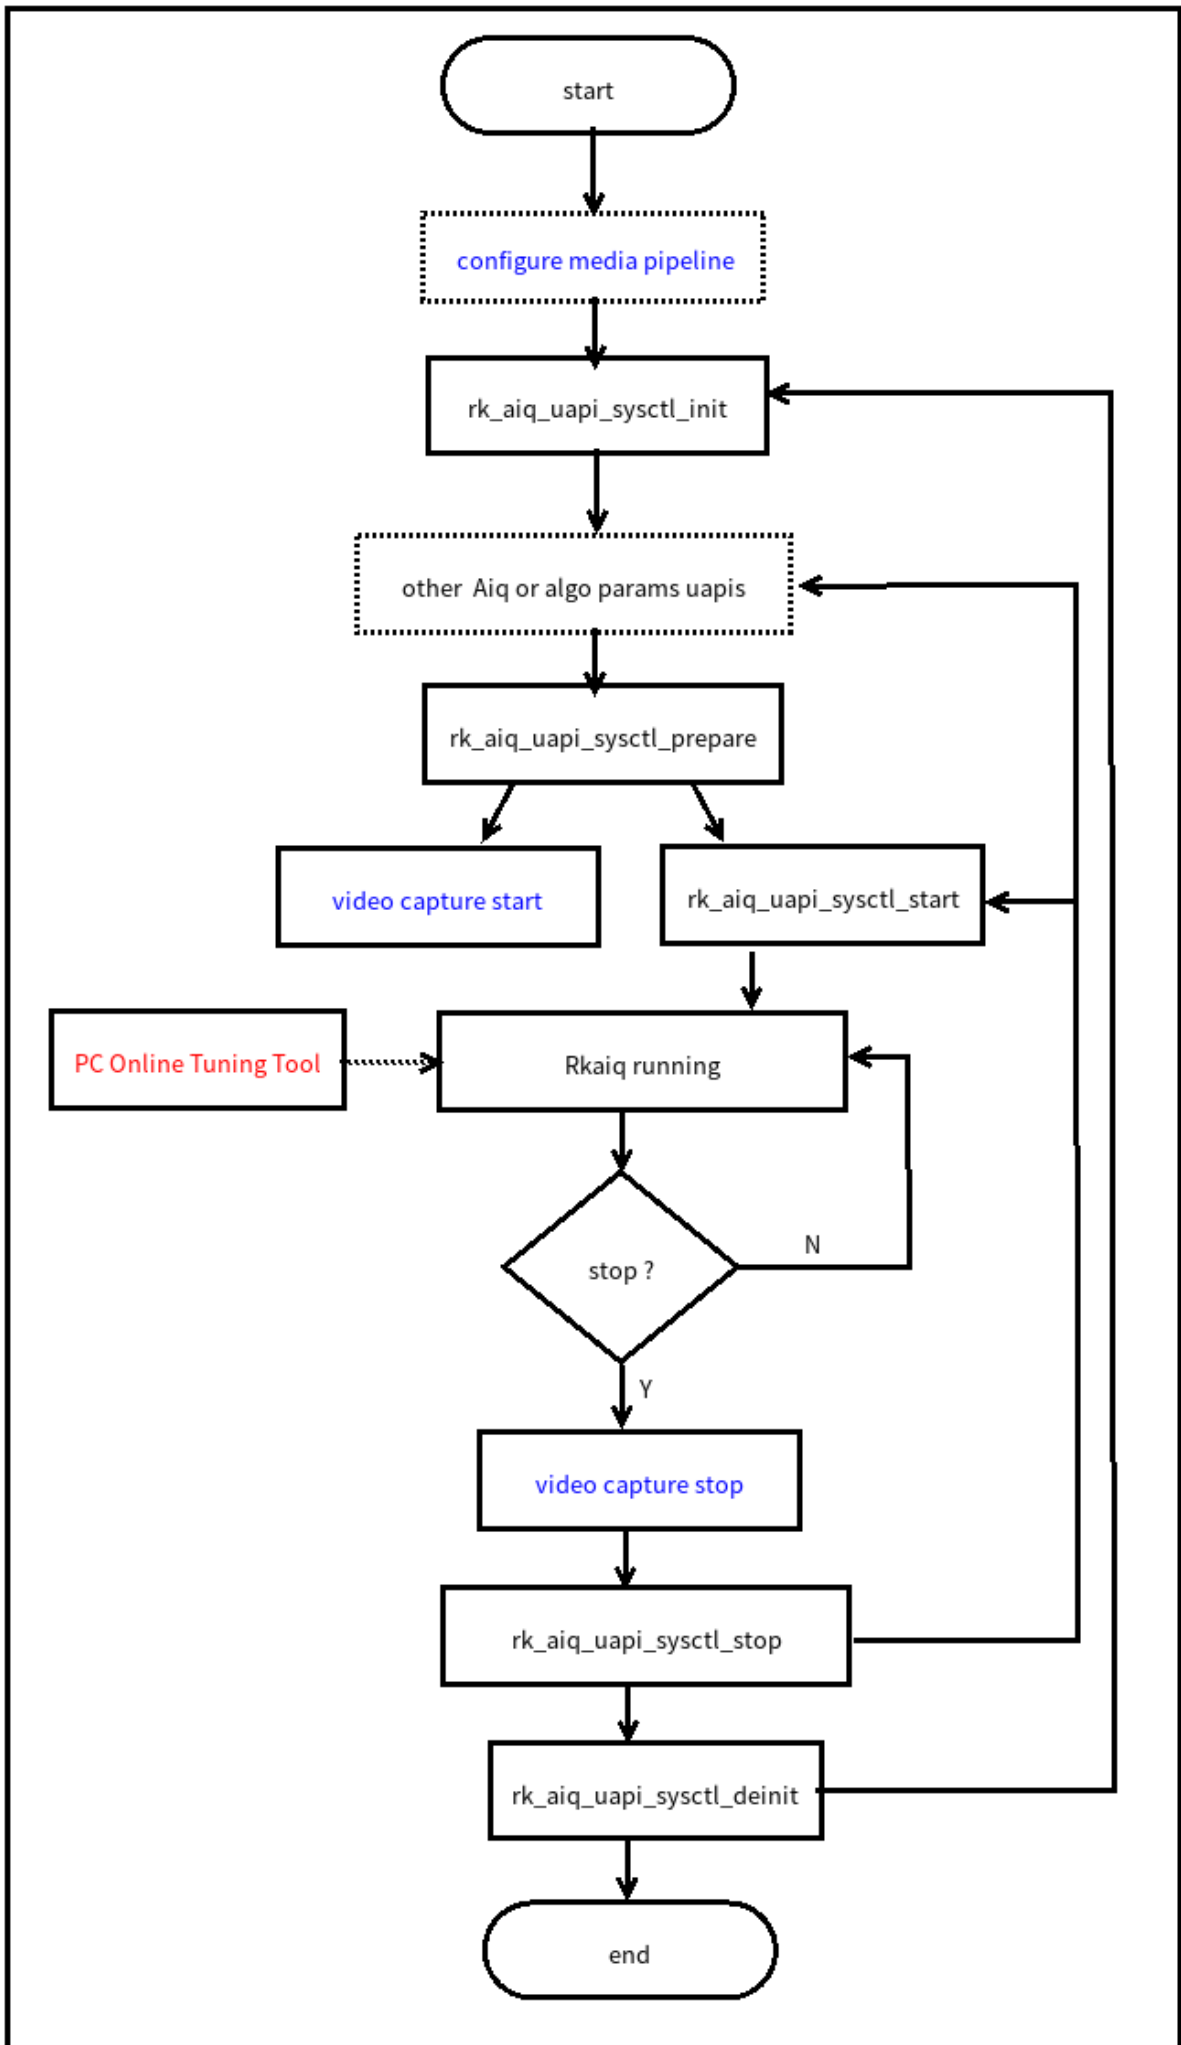 start
configure media pipeline
rk_aiq_uapi_sysctl_init
other Aiq or algo params uapis
rk_aiq_uapi_sysctl_prepare
video capture start
rk_aiq_uapi_sysctl_start
PC Online Tuning Tool
Rkaiq running
stop ?
N
Y
video capture stop
rk_aiq_uapi_sysctl_stop
rk_aiq_uapi_sysctl_deinit
end